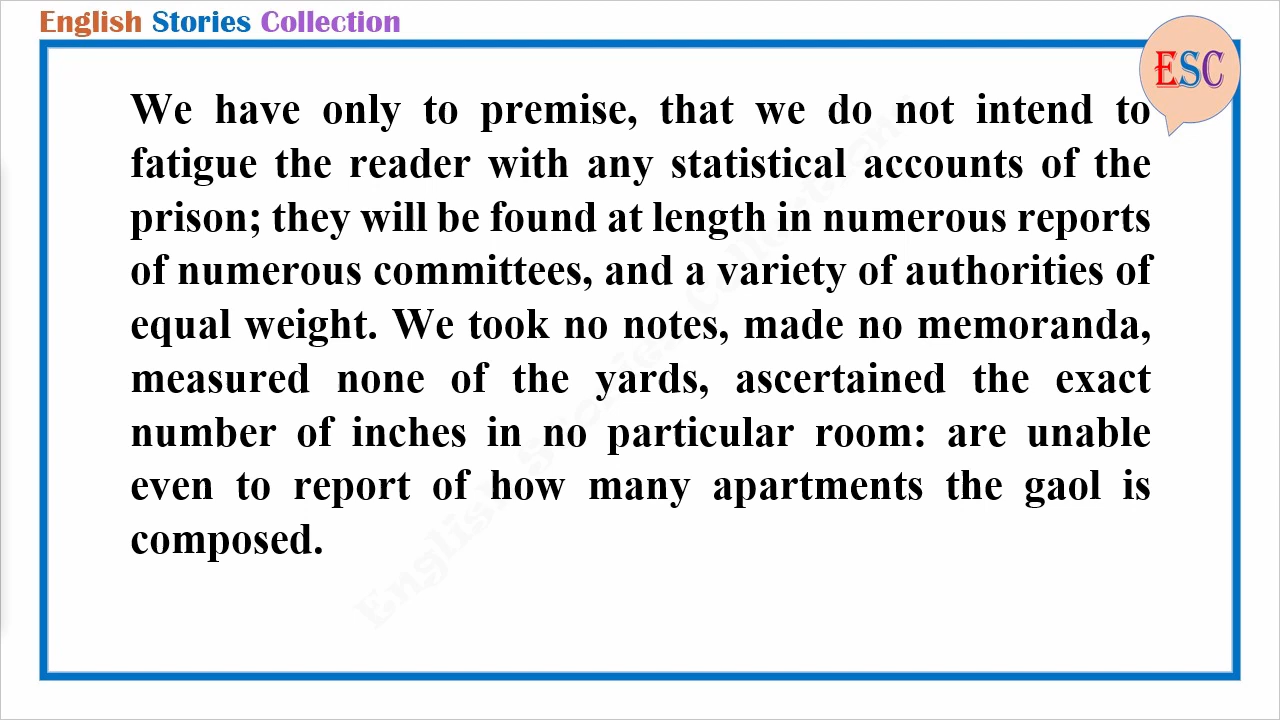 English Stories Collection
ESC
We have only to premise, that we do not intend to
fatigue the reader with any statistical accounts of the
prison; they will be found at length in numerous reports
of numerous committees, and a variety of authorities of
equal weight. We took no notes, made no memoranda,
measured none of the yards, ascertained the exact
number of inches in no particular room: are unable
even to report of how many apartments the gaol is
composed.
English Stories Collection